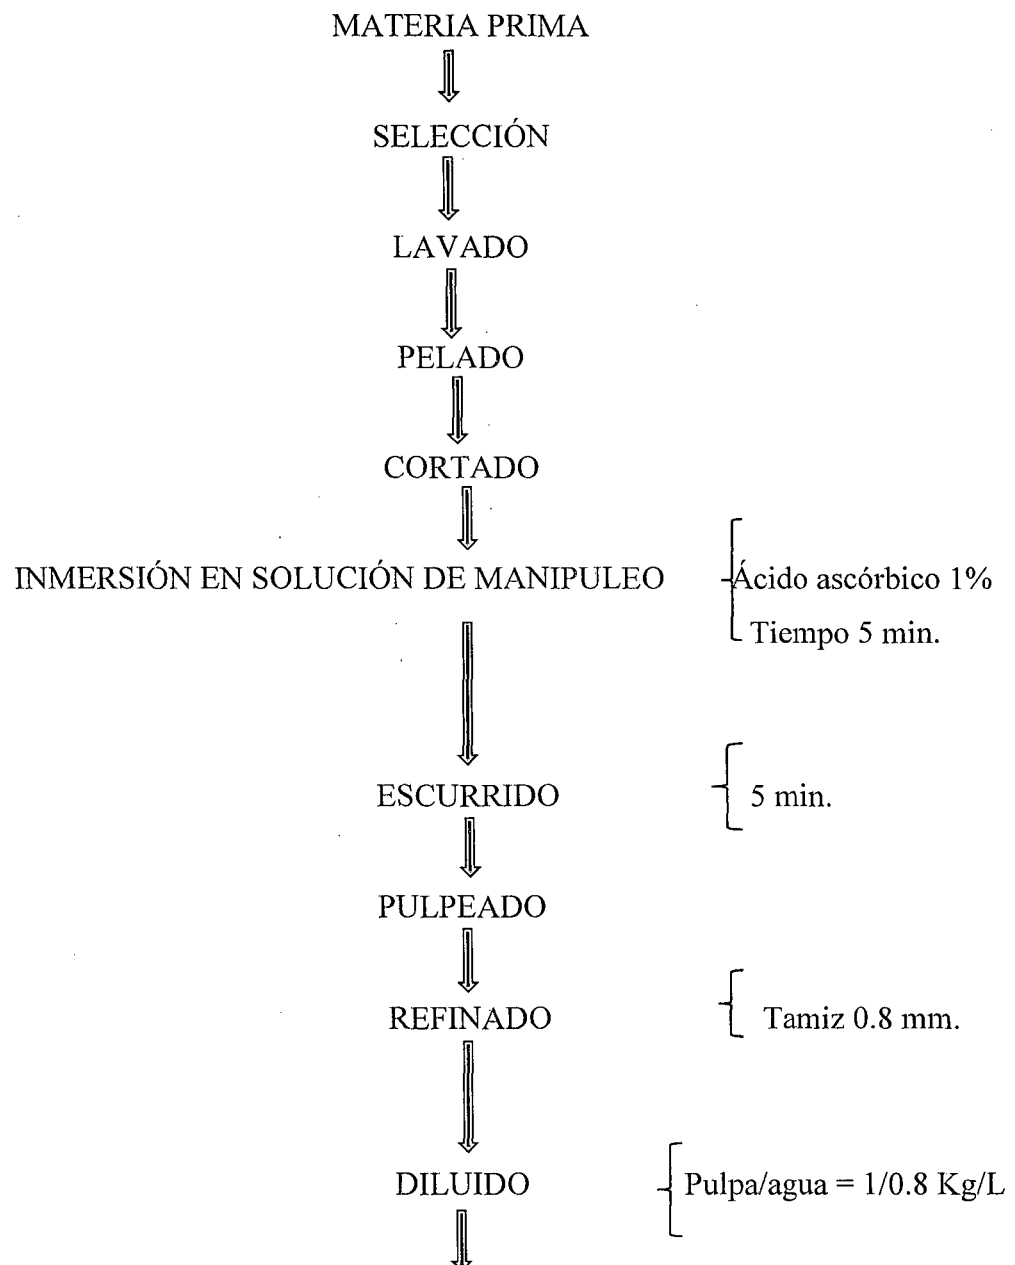 MATERIA PRIMA
SELECCIÓN
LAVADO
PELADO
CORTADO
INMERSIÓN EN SOLUCIÓN DE MANIPULEO
Ácido ascórbico 1%
Tiempo 5 min.
ESCURRIDO
5 min.
PULPEADO
REFINADO
Tamiz 0.8 mm.
DILUIDO
Pulpa/agua = 1/0.8 Kg/L